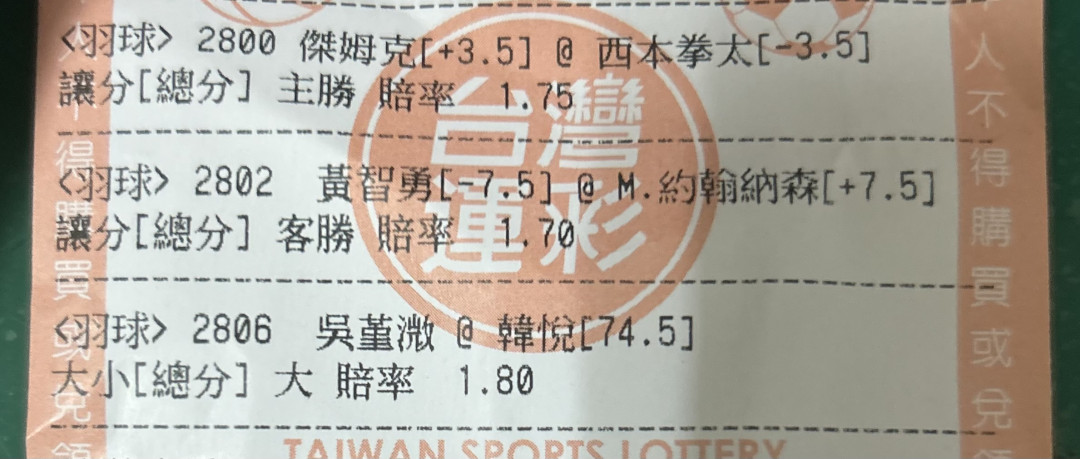 <羽球> 2800 傑姆克[+3.5] @ 西本拳太[-3.5]
讓分[總分] 主勝 賠率 1.75
<羽球> 2802 黃智勇[-7.5] @ M.約翰納森[+7.5]
讓分[總分] 客勝 賠率 1.70
<羽球> 2806 吳堇溦 @ 韓悅[74.5]
大小[總分] 大 賠率 1.80
台灣
運彩
TAIWAN SPORTS LOTTERY
人不得購買或兌領
得購買或兌領